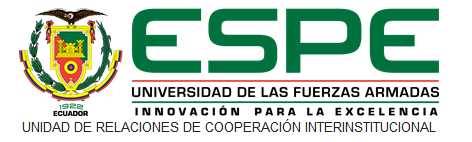 ESPE
UNIVERSIDAD DE LAS FUERZAS ARMADAS
INNOVACIÓN PARA LA EXCELENCIA
1922
ECUADOR
UNIDAD DE RELACIONES DE COOPERACIÓN INTERINSTITUCIONAL